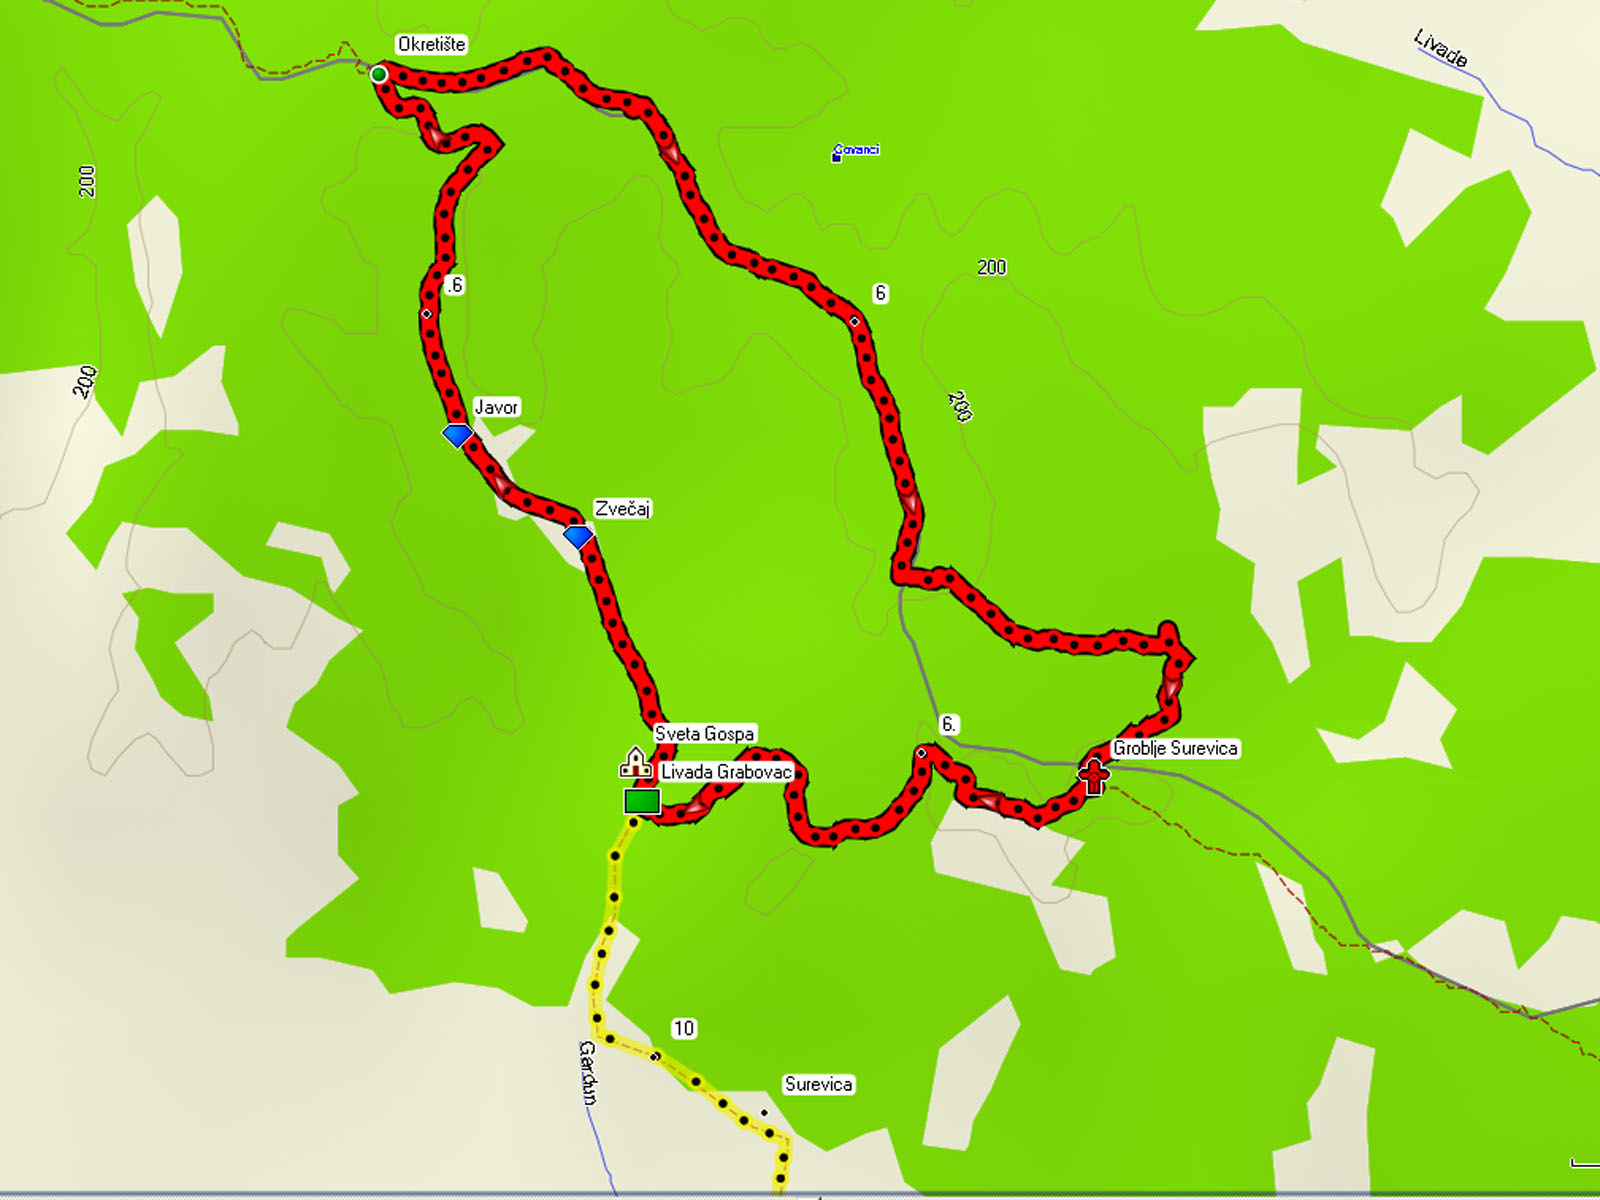 Okretište
Livade
Govanci
200
200
.6
6
200
200
Javor
Zvečaj
Sveta Gospa
Livada Grabovac
6.
Groblje Surevica
10
Gardun
Surevica